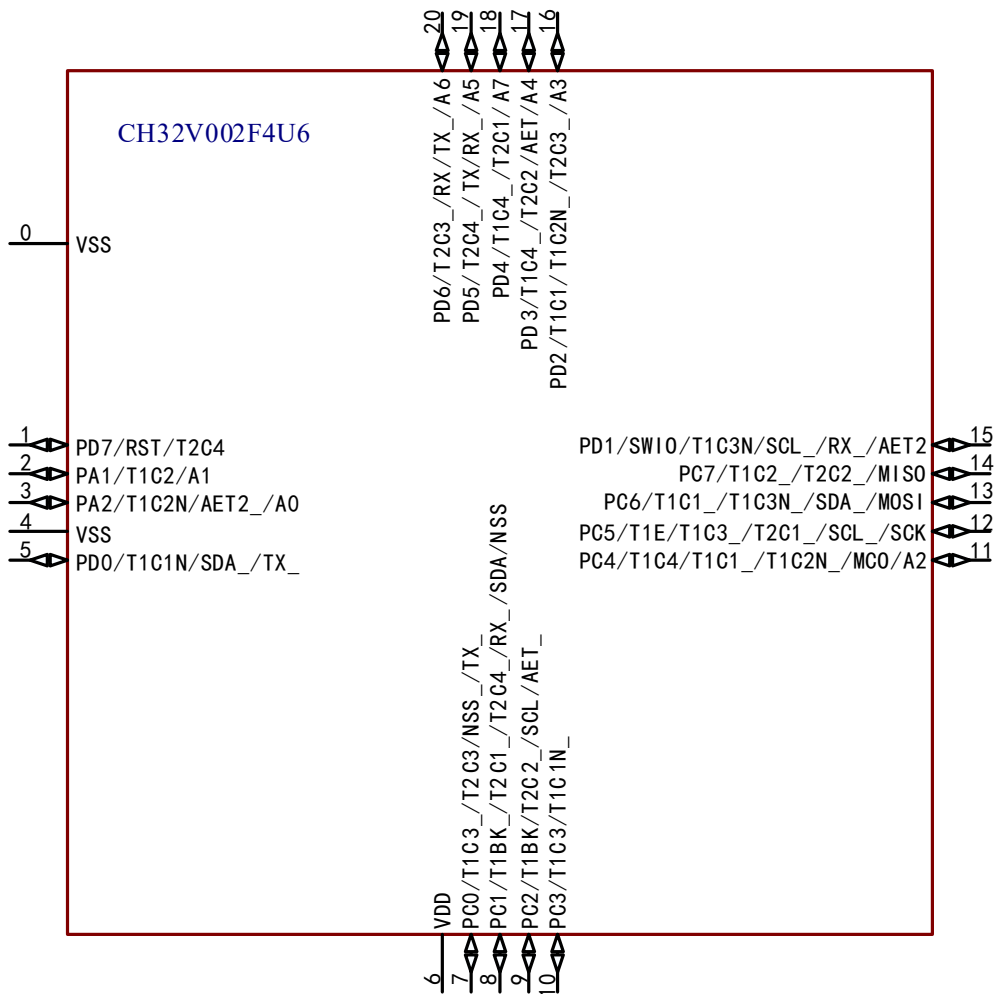 20
19
18
17
16
PD6/T2C3_/RX/TX_/A6
PD5/T2C4_/TX/RX_/A5
PD4/T1C4_/T2C1/A7
PD3/T1C4_/T2C2/AET/A4
PD2/T1C1/T1C2N_/T2C3_/A3
CH32V002F4U6
0
VSS
1
PD7/RST/T2C4
2
PA1/T1C2/A1
3
PA2/T1C2N/AET2_/A0
4
VSS
5
PD0/T1C1N/SDA_/TX_
PD1/SWIO/T1C3N/SCL_/RX_/AET2
15
PC7/T1C2_/T2C2_/MISO
14
PC6/T1C1_/T1C3N_/SDA_/MOSI
13
PC5/T1E/T1C3_/T2C1_/SCL_/SCK
12
PC4/T1C4/T1C1_/T1C2N_/MCO/A2
11
VDD
PC0/T1C3_/T2C3/NSS_/TX_
PC1/T1BK_/T2C1_/T2C4_/RX_/SDA/NSS
PC2/T1BK/T2C2_/SCL/AET_
PC3/T1C3/T1C1N_
6
7
8
9
10